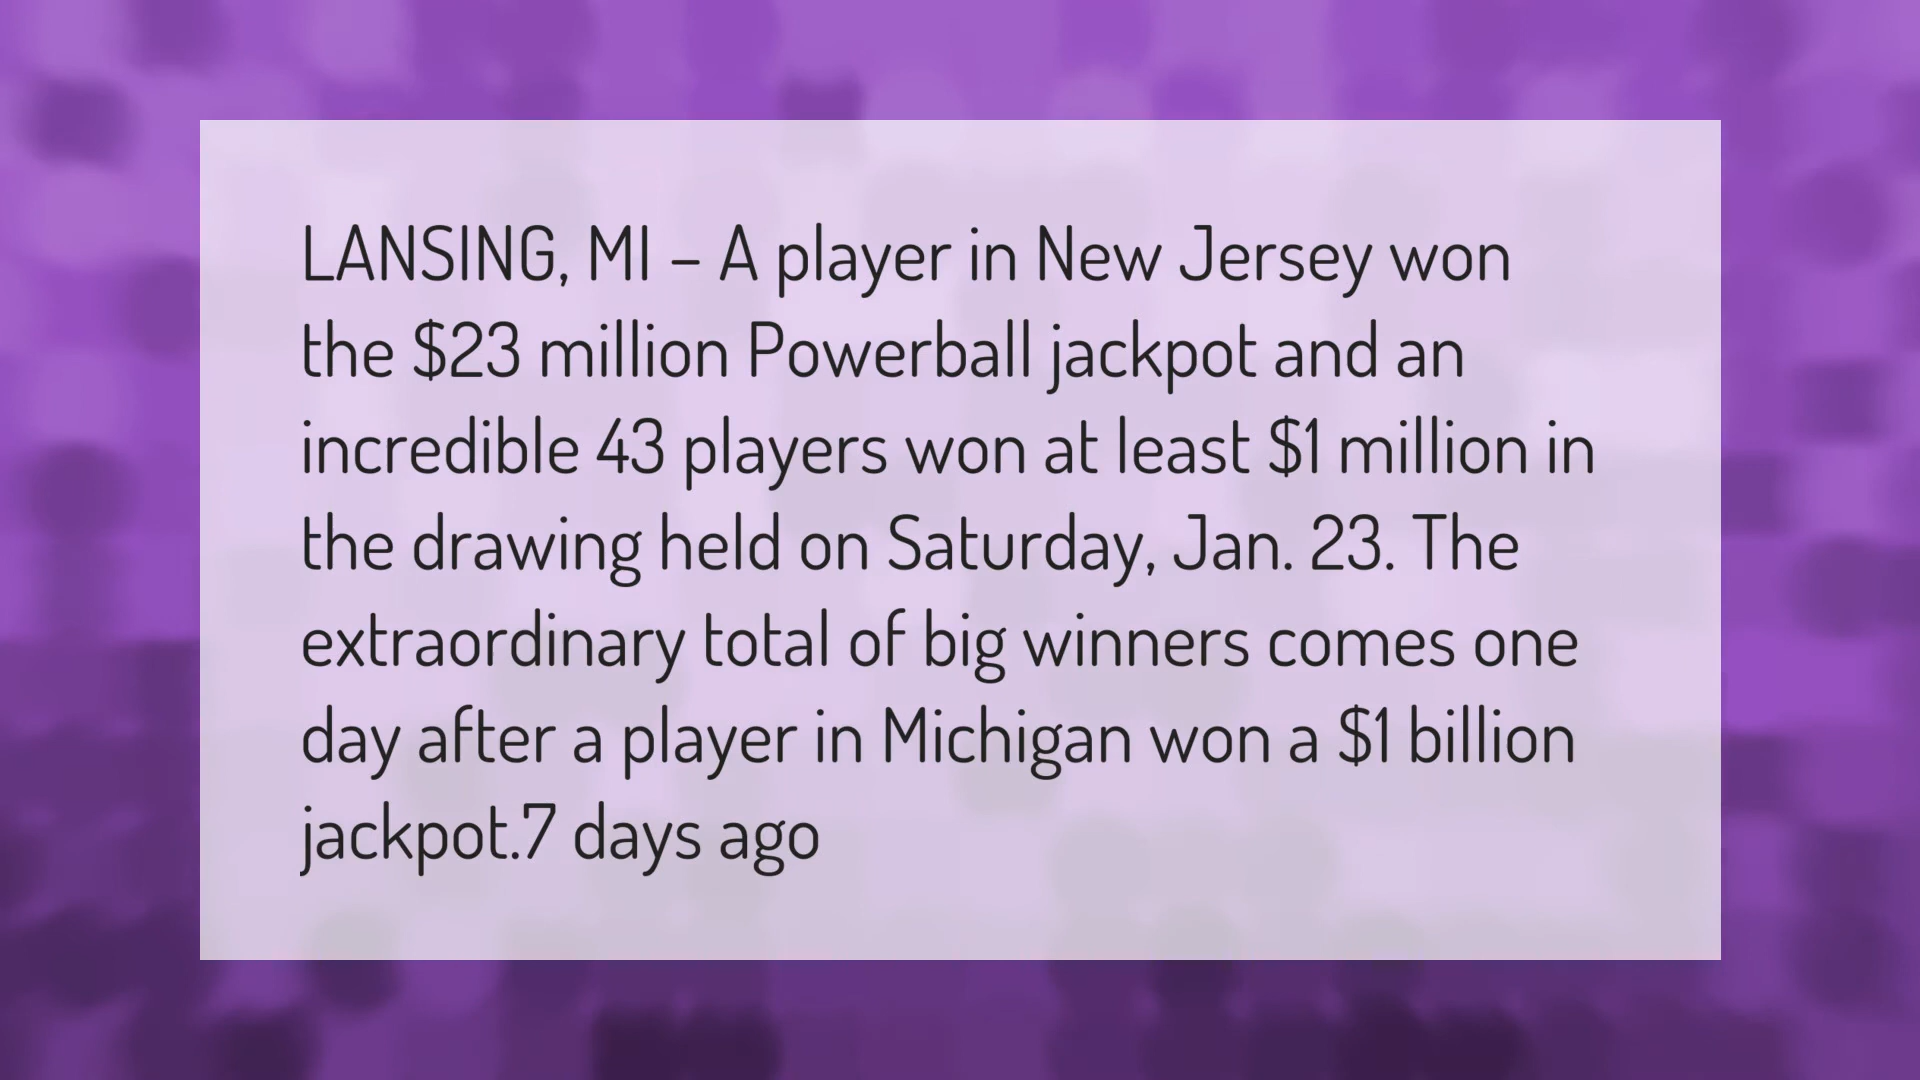 LANSING, MI – A player in New Jersey won
the $23 million Powerball jackpot and an
incredible 43 players won at least $1 million in
the drawing held on Saturday, Jan. 23. The
extraordinary total of big winners comes one
day after a player in Michigan won a $1 billion
jackpot.7 days ago